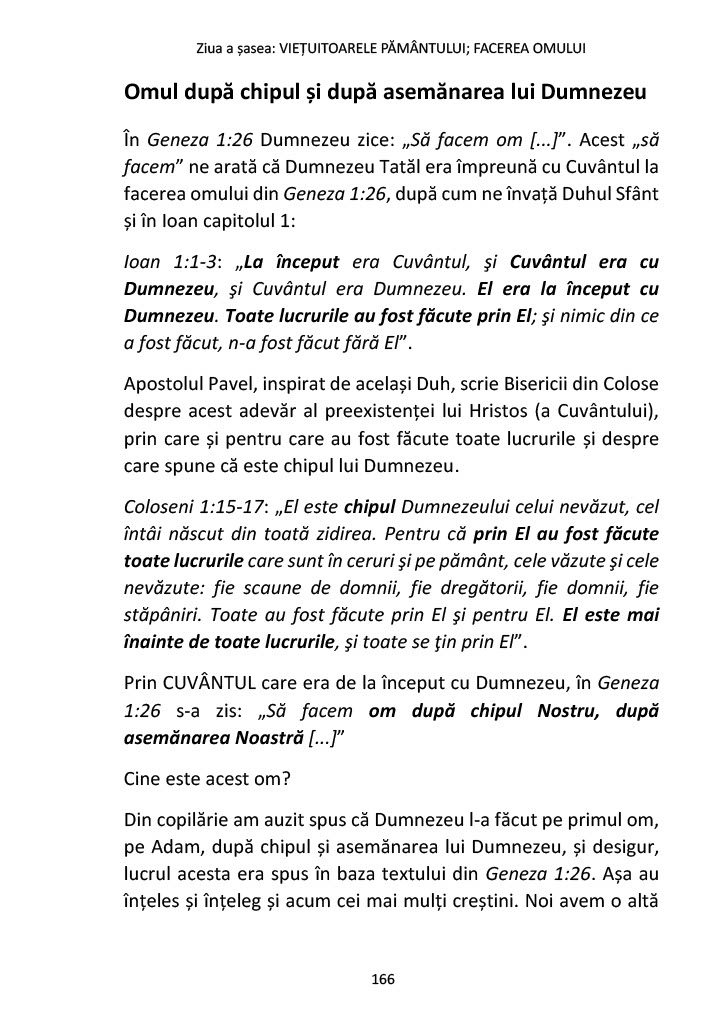 Ziua a șasea: VIEȚUITOARELE PĂMÂNTULUI; FACEREA OMULUI
Omul după chipul și după asemănarea lui Dumnezeu
În Geneza 1:26 Dumnezeu zice: „Să facem om [...]”. Acest „să
facem” ne arată că Dumnezeu Tatăl era împreună cu Cuvântul la
facerea omului din Geneza 1:26, după cum ne învață Duhul Sfânt
și în Ioan capitolul 1:
Ioan 1:1-3: „La început era Cuvântul, şi Cuvântul era cu
Dumnezeu, şi Cuvântul era Dumnezeu. El era la început cu
Dumnezeu. Toate lucrurile au fost făcute prin El; şi nimic din ce
a fost făcut, n-a fost făcut fără El”.
Apostolul Pavel, inspirat de același Duh, scrie Bisericii din Colose
despre acest adevăr al preexistenței lui Hristos (a Cuvântului),
prin care și pentru care au fost făcute toate lucrurile și despre
care spune că este chipul lui Dumnezeu.
Coloseni 1:15-17: „El este chipul Dumnezeului celui nevăzut, cel
întâi născut din toată zidirea. Pentru că prin El au fost făcute
toate lucrurile care sunt în ceruri şi pe pământ, cele văzute şi cele
nevăzute: fie scaune de domnii, fie dregătorii, fie domnii, fie
stăpâniri. Toate au fost făcute prin El şi pentru El. El este mai
înainte de toate lucrurile, şi toate se ţin prin El”.
Prin CUVÂNTUL care era de la început cu Dumnezeu, în Geneza
1:26 s-a zis: „Să facem om după chipul Nostru, după
asemănarea Noastră [...]”
Cine este acest om?
Din copilărie am auzit spus că Dumnezeu l-a făcut pe primul om,
pe Adam, după chipul și asemănarea lui Dumnezeu, și desigur,
lucrul acesta era spus în baza textului din Geneza 1:26. Așa au
înțeles și înțeleg și acum cei mai mulți creștini. Noi avem o altă
166